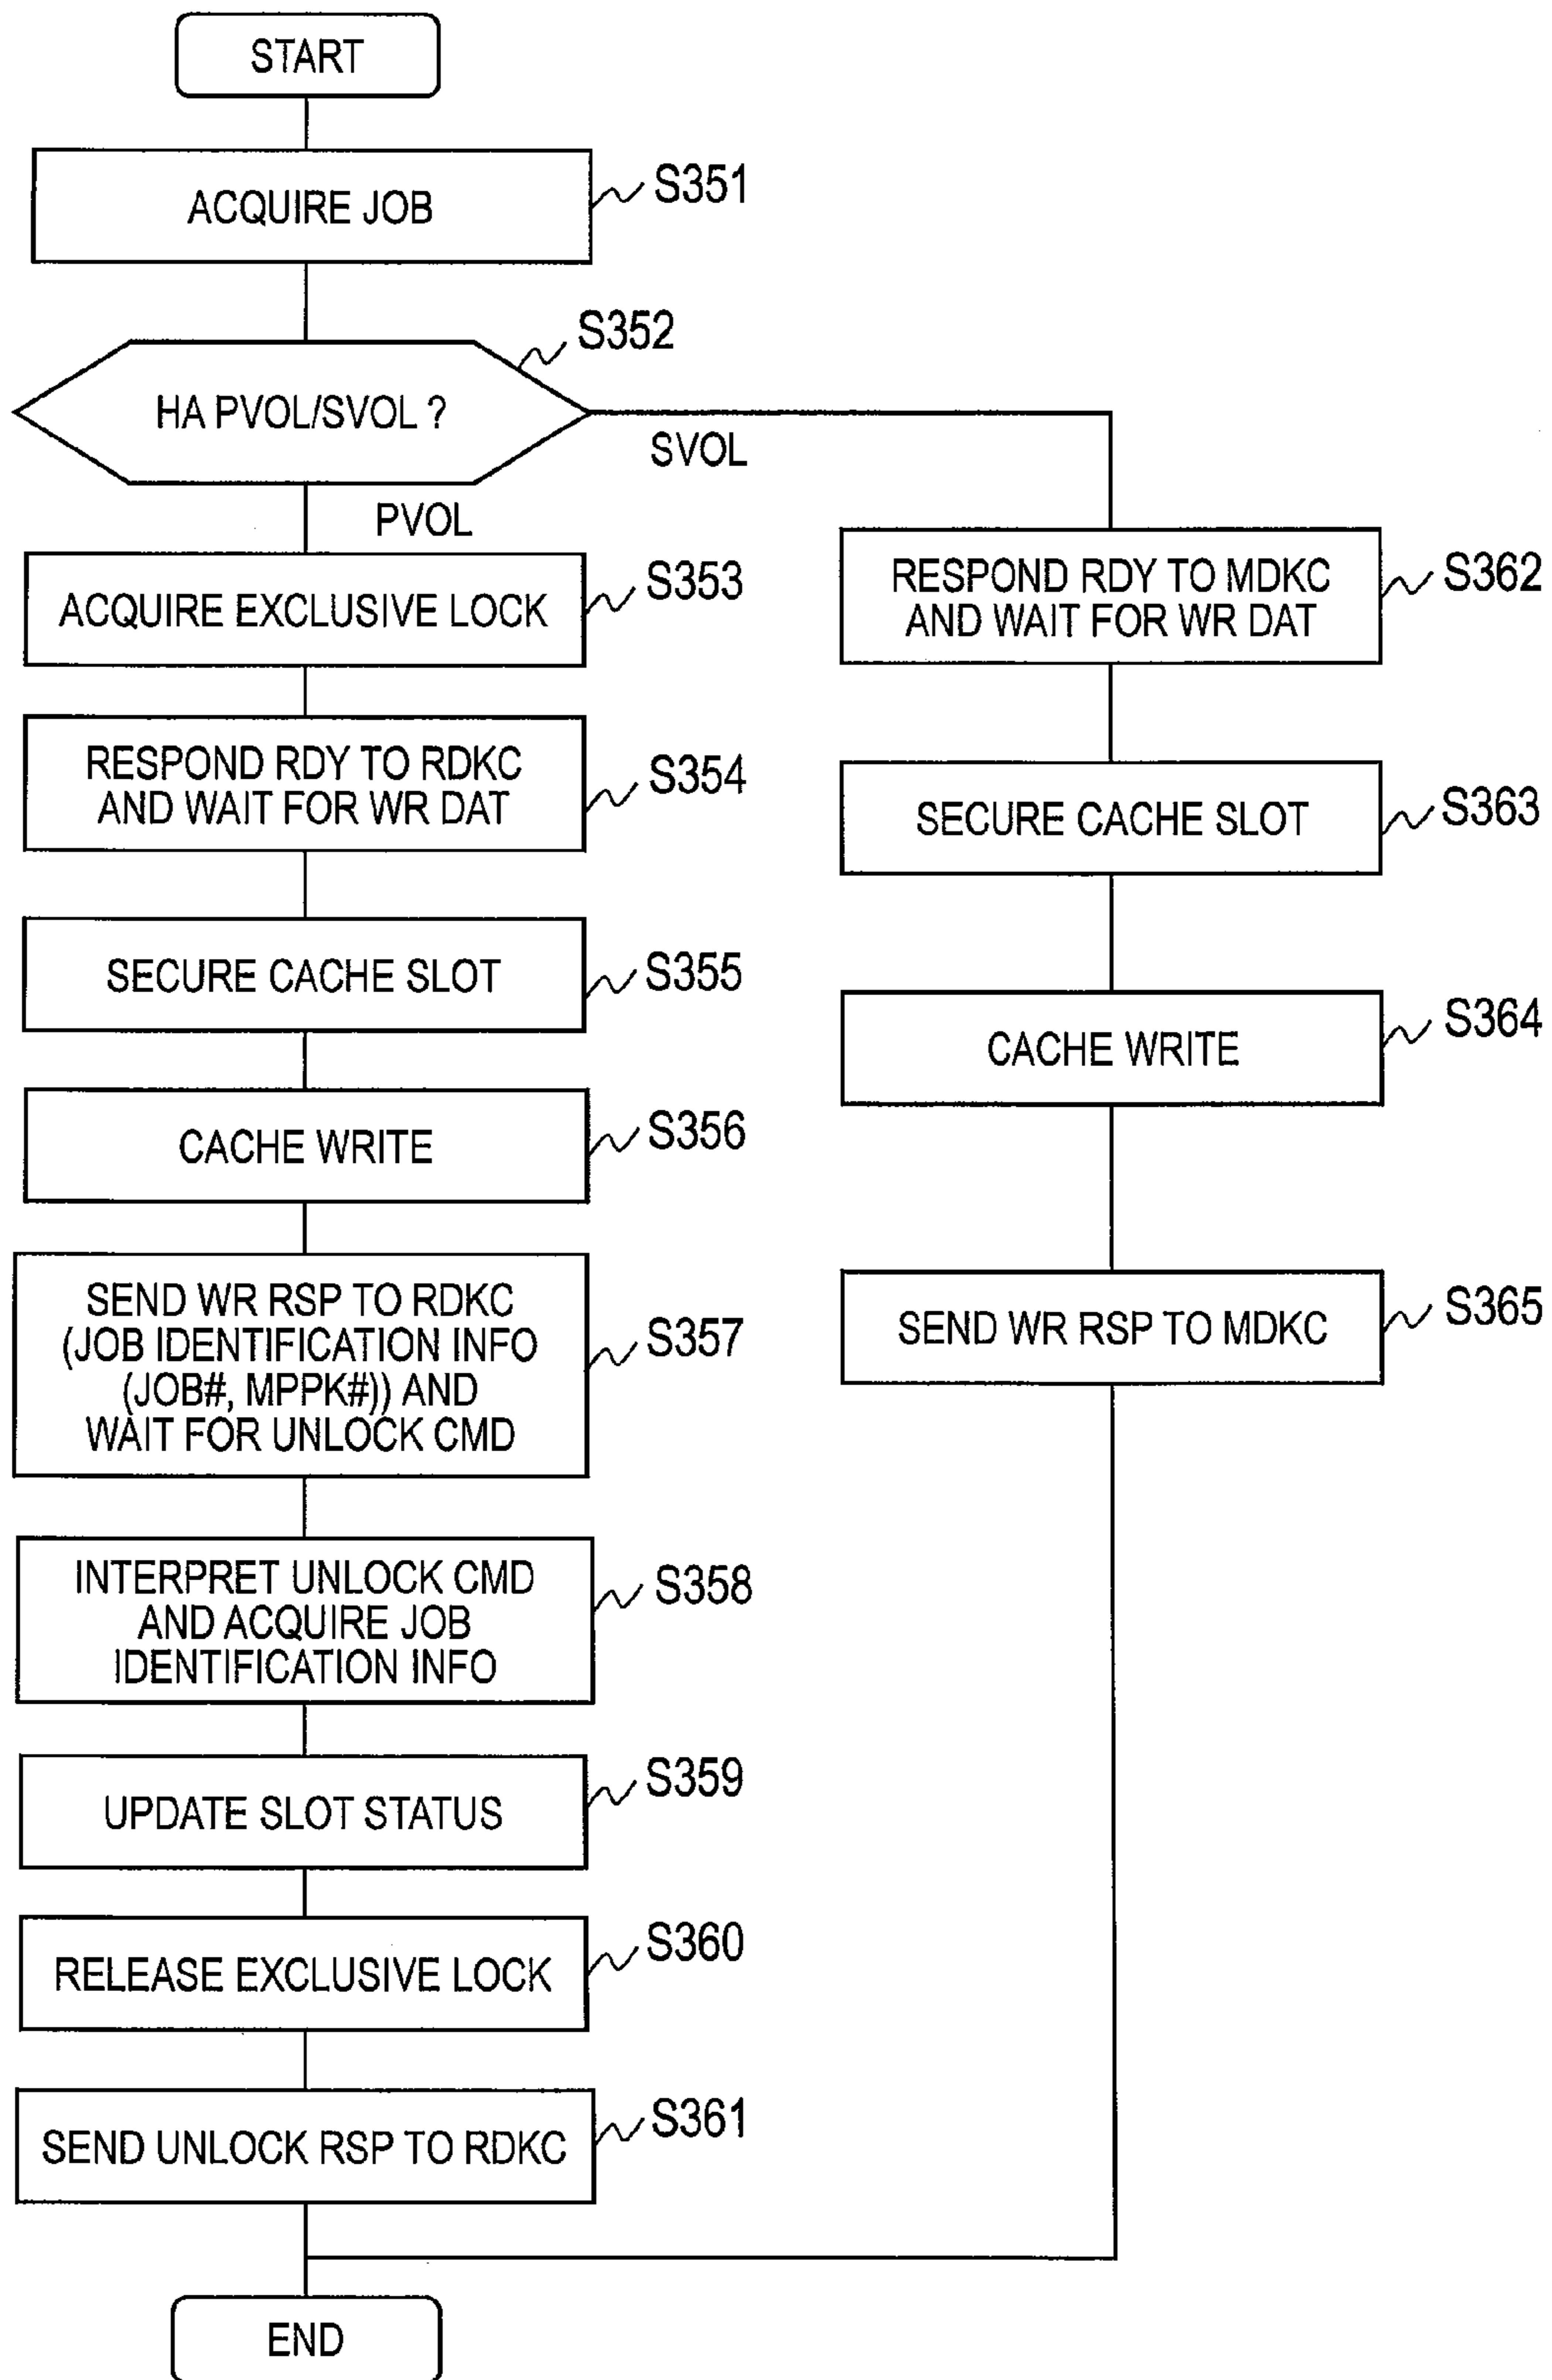 START
ACQUIRE JOB
S351
HA PVOL/SVOL ?
S352
SVOL
PVOL
ACQUIRE EXCLUSIVE LOCK
S353
RESPOND RDY TO RDKC
AND WAIT FOR WR DAT
S354
SECURE CACHE SLOT
S355
CACHE WRITE
S356
SEND WR RSP TO RDKC
(JOB IDENTIFICATION INFO
(JOB#, MPPK#)) AND
WAIT FOR UNLOCK CMD
S357
INTERPRET UNLOCK CMD
AND ACQUIRE JOB
IDENTIFICATION INFO
S358
UPDATE SLOT STATUS
S359
RELEASE EXCLUSIVE LOCK
S360
SEND UNLOCK RSP TO RDKC
S361
RESPOND RDY TO MDKC
AND WAIT FOR WR DAT
S362
SECURE CACHE SLOT
S363
CACHE WRITE
S364
SEND WR RSP TO MDKC
S365
END